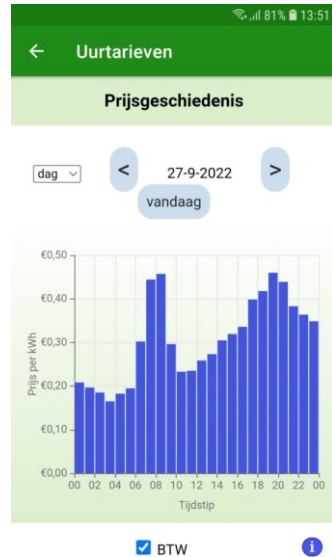 81% 13:51
← Uurtarieven
Prijsgeschiedenis
dag < 27-9-2022 >
vandaag
€0,50
€0,40
€0,30
€0,20
€0,10
€0,00
Prijs per kWh
00 02 04 06 08 10 12 14 16 18 20 22 00
Tijdstip
BTW i